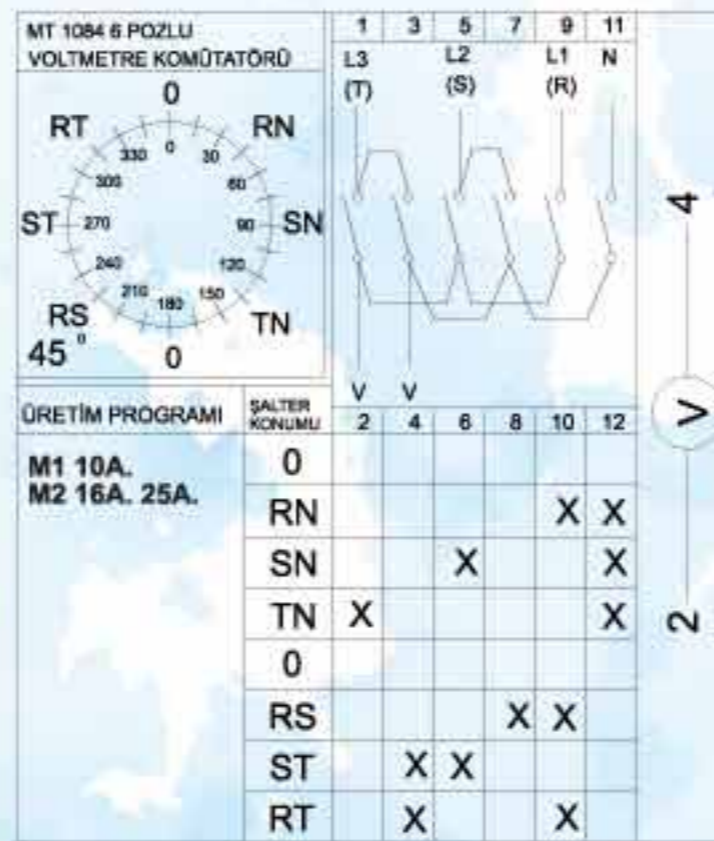 MT 1084 6 POZLU
VOLTMETRE KOMÜTATÖRÜ
0
RT RN
330 0 30
300 60
ST 270 90 SN
240 120
210 180 150
RS TN
45° 0
1 3 5 7 9 11
L3 L2 L1 N
(T) (S) (R)
V V
4
V
2
ÜRETİM PROGRAMI
M1 10A.
M2 16A. 25A.
ŞALTER
KONUMU 2 4 6 8 10 12
0
RN X X
SN X X
TN X X
0
RS X X
ST X X
RT X X